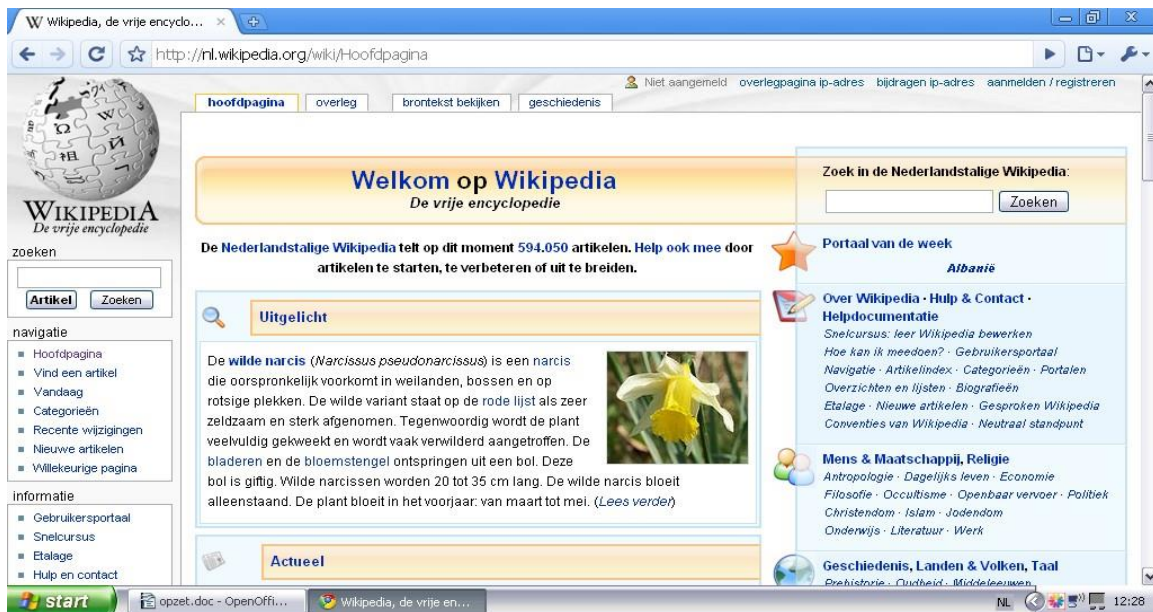 Wikipedia, de vrije encyclo...
http://nl.wikipedia.org/wiki/Hoofdpagina
Niet aangemeld overlegpagina ip-adres bijdragen ip-adres aanmelden / registreren
hoofdpagina overleg brontekst bekijken geschiedenis
WIKIPEDIA
De vrije encyclopedie
zoeken
Artikel Zoeken
navigatie
Hoofdpagina
Vind een artikel
Vandaag
Categorieën
Recente wijzigingen
Nieuwe artikelen
Willekeurige pagina
informatie
Gebruikersportaal
Snelcursus
Etalage
Hulp en contact
Welkom op Wikipedia
De vrije encyclopedie
De Nederlandstalige Wikipedia telt op dit moment 594.050 artikelen. Help ook mee door
artikelen te starten, te verbeteren of uit te breiden.
Uitgelicht
De wilde narcis (Narcissus pseudonarcissus) is een narcis
die oorspronkelijk voorkomt in weilanden, bossen en op
rotsige plekken. De wilde variant staat op de rode lijst als zeer
zeldzaam en sterk afgenomen. Tegenwoordig wordt de plant
veelvuldig gekweekt en wordt vaak verwilderd aangetroffen. De
bladeren en de bloemstengel ontspringen uit een bol. Deze
bol is giftig. Wilde narcissen worden 20 tot 35 cm lang. De wilde narcis bloeit
alleenstaand. De plant bloeit in het voorjaar: van maart tot mei. (Lees verder)
Actueel
Zoek in de Nederlandstalige Wikipedia:
Zoeken
Portaal van de week
Albanië
Over Wikipedia · Hulp & Contact ·
Helpdocumentatie
Snelcursus: leer Wikipedia bewerken
Hoe kan ik meedoen? · Gebruikersportaal
Navigatie · Artikelindex · Categorieën · Portalen
Overzichten en lijsten · Biografieën
Etalage · Nieuwe artikelen · Gesproken Wikipedia
Conventies van Wikipedia · Neutraal standpunt
Mens & Maatschappij, Religie
Antropologie · Dagelijks leven · Economie
Filosofie · Occultisme · Openbaar vervoer · Politiek
Christendom · Islam · Jodendom
Onderwijs · Literatuur · Werk
Geschiedenis, Landen & Volken, Taal
Prehistorie · Oudheid · Middeleeuwen
start opzet.doc - OpenOffi... Wikipedia, de vrije en... NL 12:28